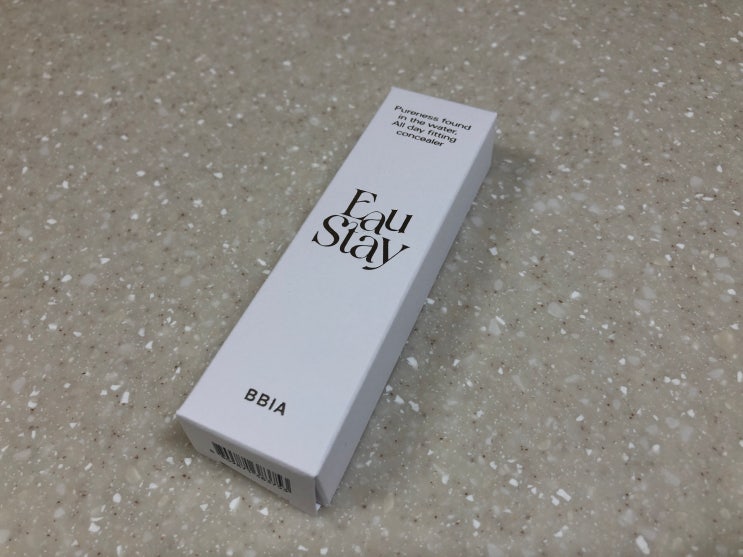 Pureness found
in the water,
All day fitting
concealer
Eau
Stay
BBIA